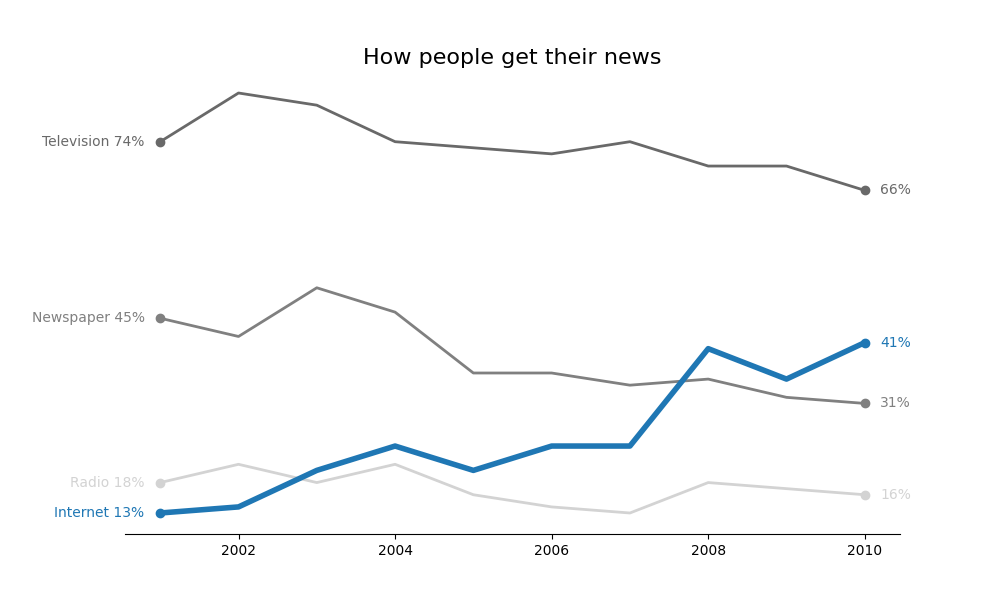 How people get their news
Television 74%
66%
Newspaper 45%
41%
31%
Radio 18%
16%
Internet 13%
2002 2004 2006 2008 2010